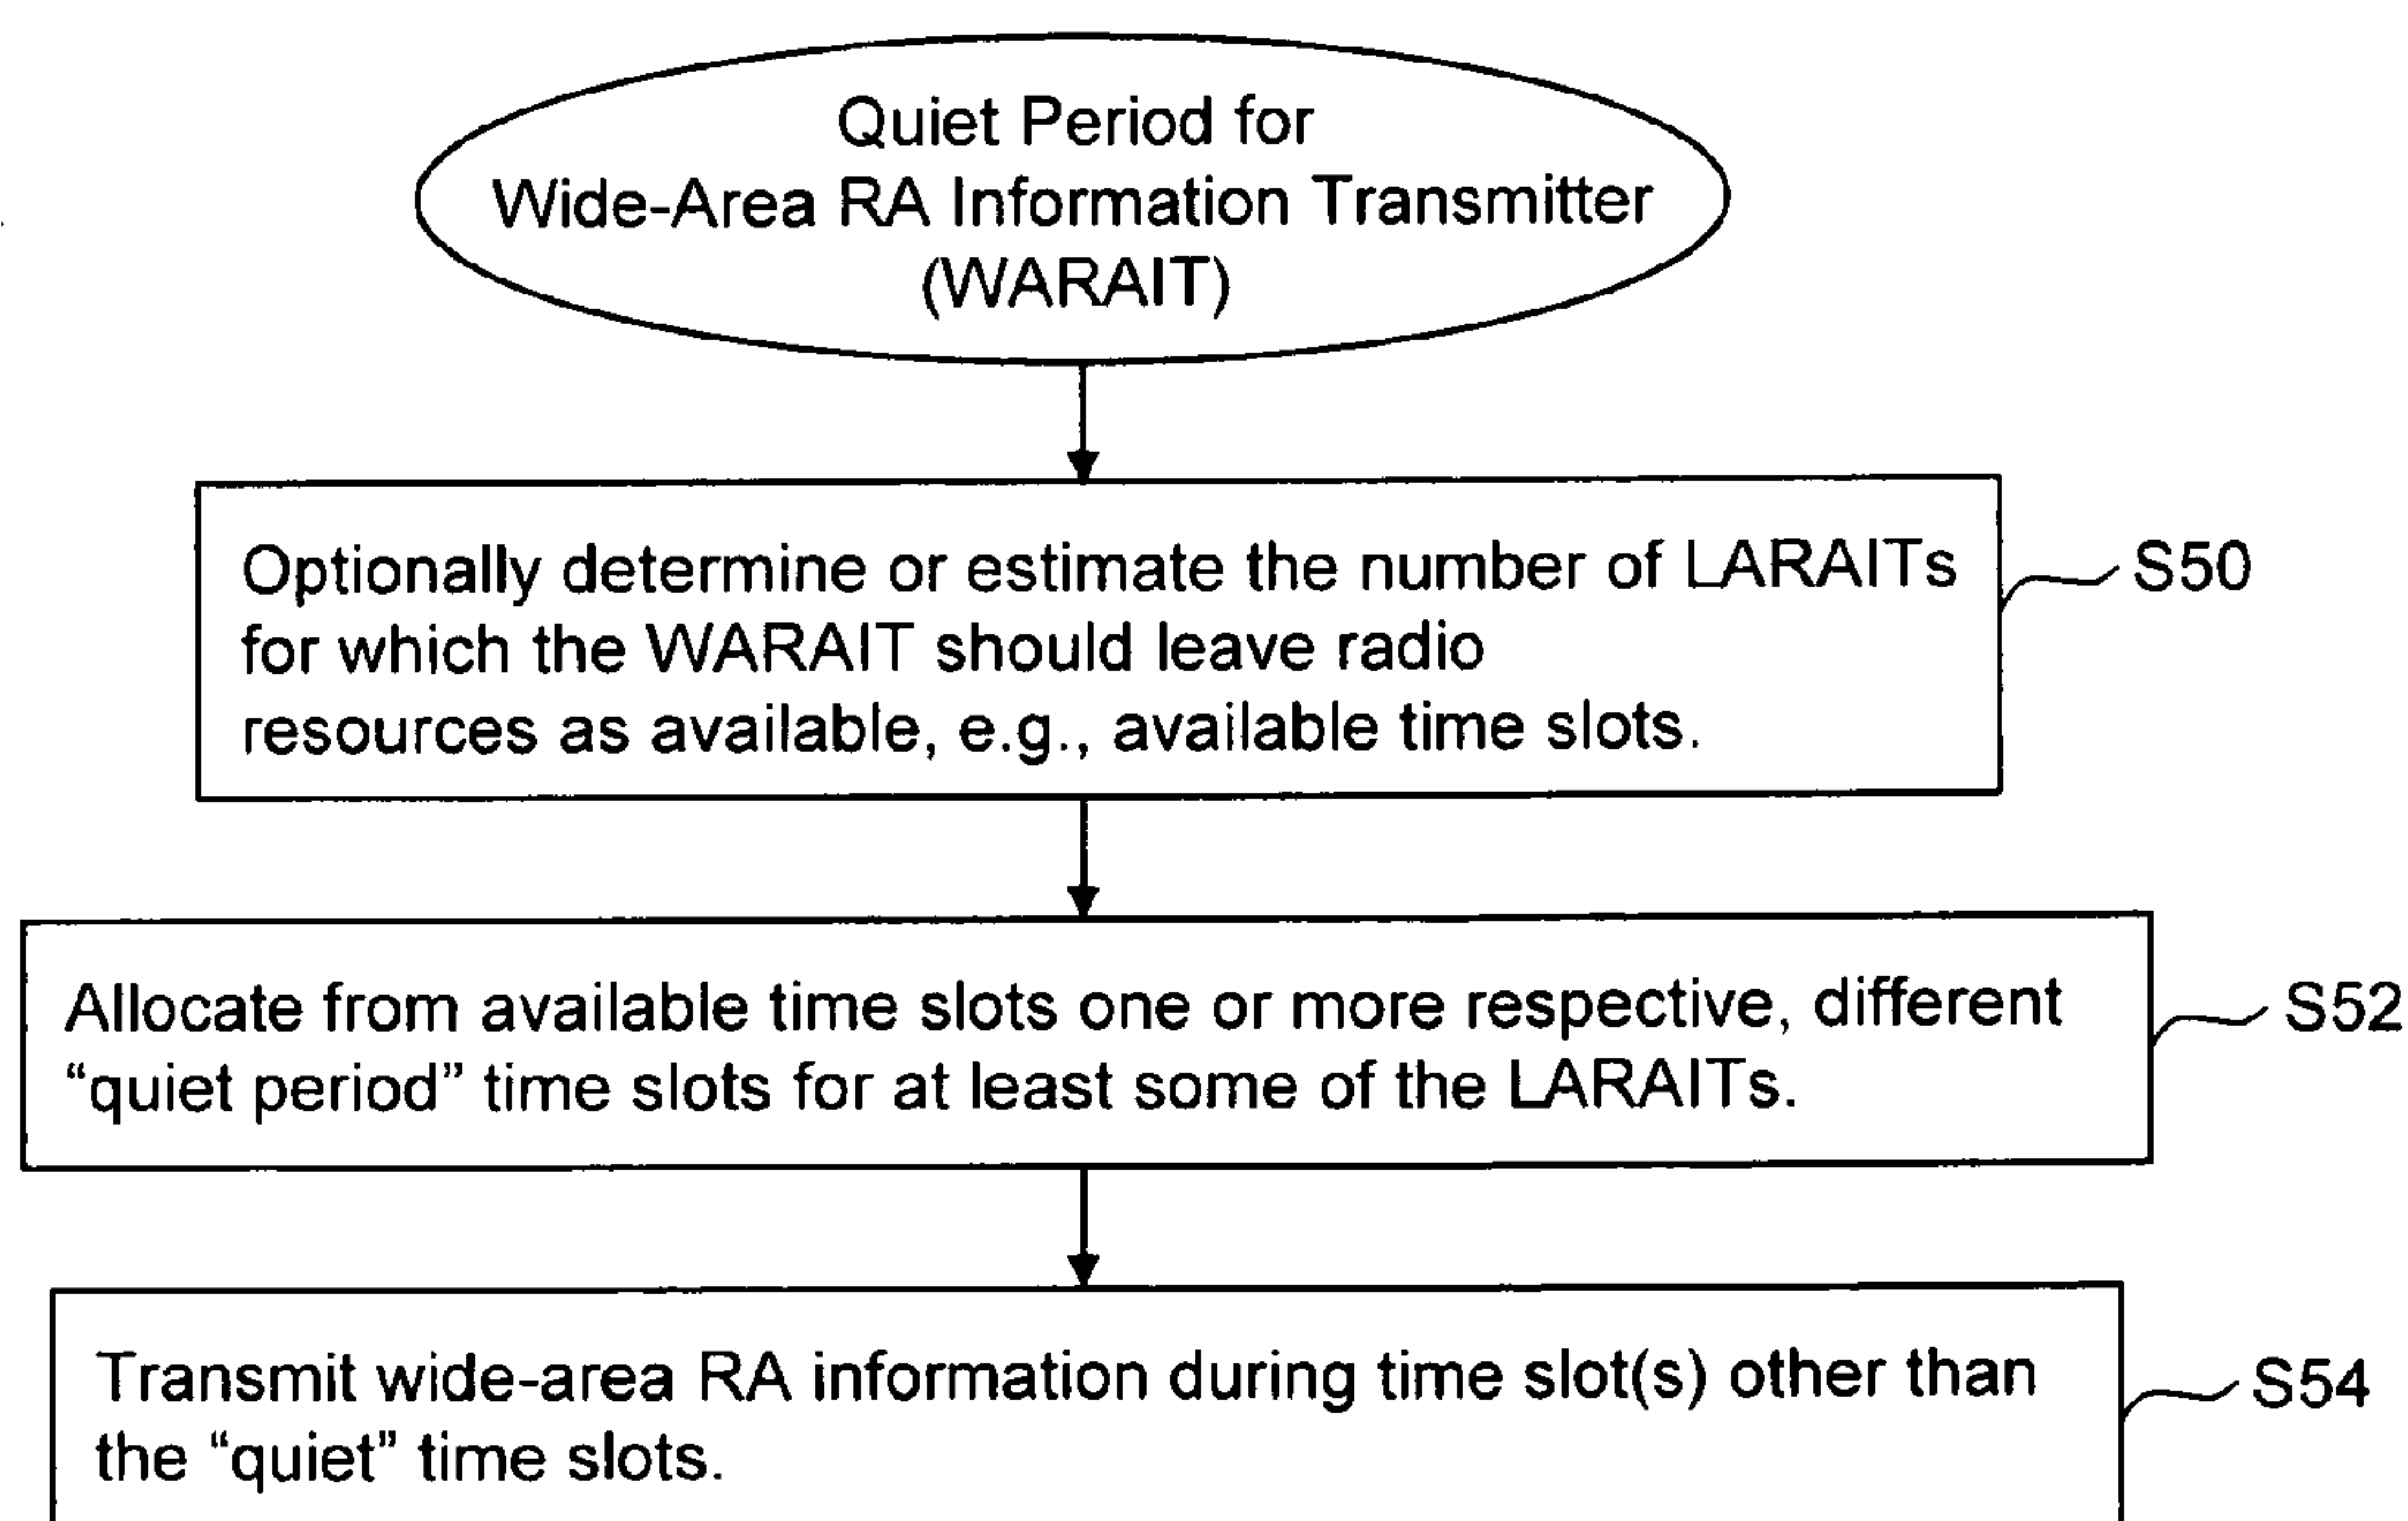 Quiet Period for
Wide-Area RA Information Transmitter
(WARAIT)
Optionally determine or estimate the number of LARAITs
for which the WARAIT should leave radio
resources as available, e.g., available time slots.
S50
Allocate from available time slots one or more respective, different
“quiet period” time slots for at least some of the LARAITs.
S52
Transmit wide-area RA information during time slot(s) other than
the “quiet” time slots.
S54